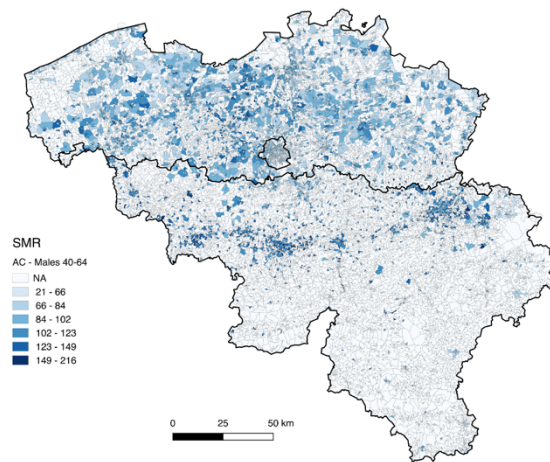 SMR
AC - Males 40-64
NA
21 - 66
66 - 84
84 - 102
102 - 123
123 - 149
149 - 216
0 25 50 km